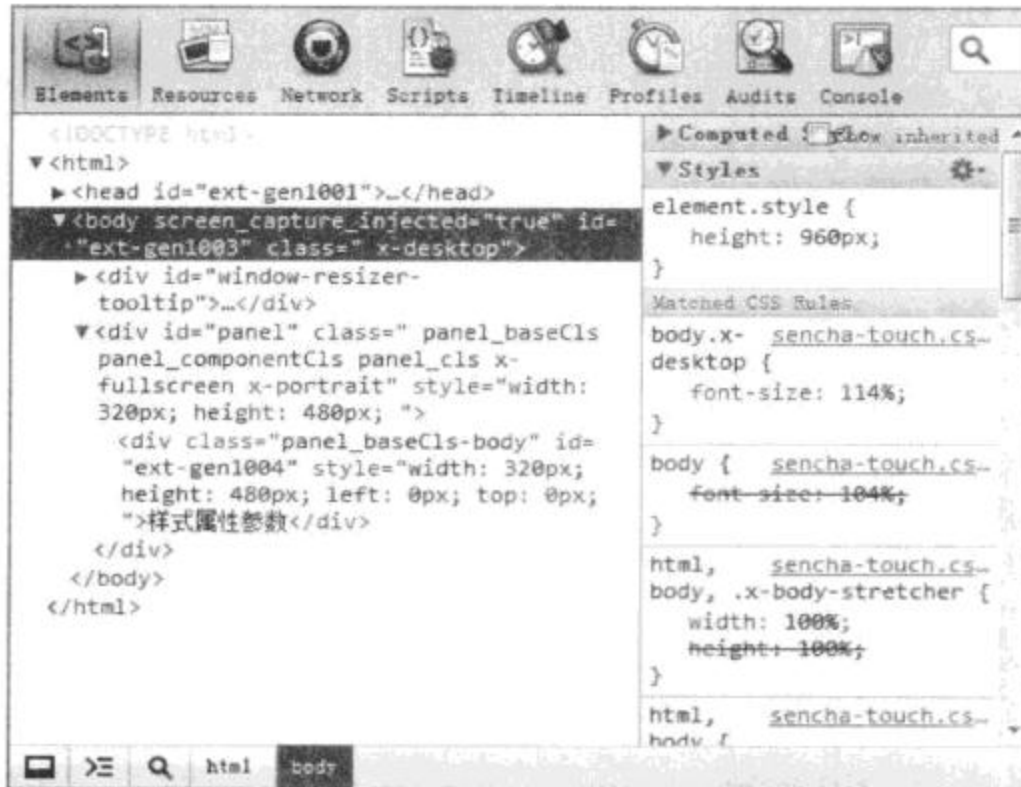 Elements Resources Network Scripts Timeline Profiles Audits Console
<!DOCTYPE html>
▼<html>
▶<head id="ext-gen1001">…</head>
▼<body screen_capture_injected="true" id=
"ext-gen1003" class=" x-desktop">
▶<div id="window-resizer-
tooltip">…</div>
▼<div id="panel" class=" panel_baseCls
panel_componentCls panel_cls x-
fullscreen x-portrait" style="width:
320px; height: 480px; ">
<div class="panel_baseCls-body" id=
"ext-gen1004" style="width: 320px;
height: 480px; left: 0px; top: 0px;
">样式属性参数</div>
</div>
</body>
</html>
▶Computed Show inherited
▼Styles
element.style {
height: 960px;
}
Matched CSS Rules
body.x- sencha-touch.cs…
desktop {
font-size: 114%;
}
body { sencha-touch.cs…
font-size: 104%;
}
html, sencha-touch.cs…
body, .x-body-stretcher {
width: 100%;
height: 100%;
}
html, sencha-touch.cs…
body {
html body